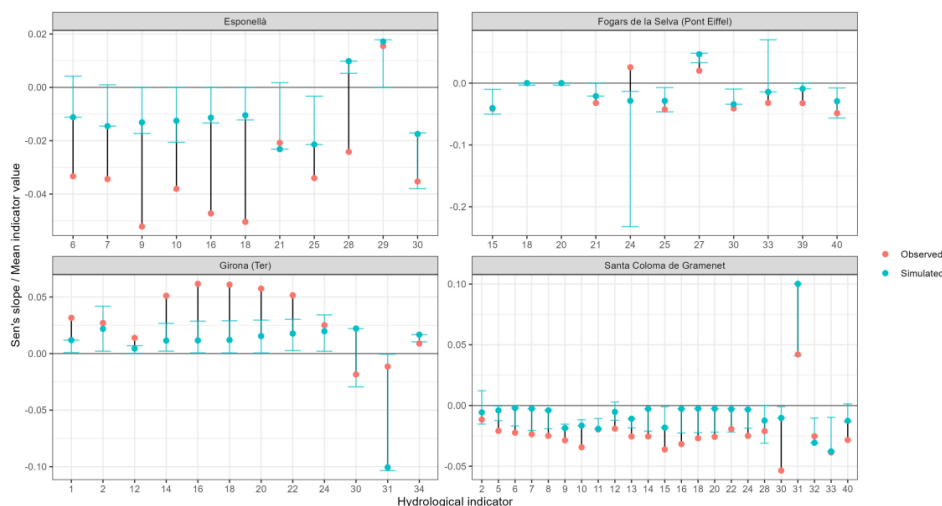 Esponellà
Fogars de la Selva (Pont Eiffel)
0.02
0.00
-0.02
-0.04
6 7 9 10 16 18 21 25 28 29 30
0.0
-0.1
-0.2
15 18 20 21 24 25 27 30 33 39 40
Sen's slope / Mean indicator value
Girona (Ter)
Santa Coloma de Gramenet
0.05
0.00
-0.05
-0.10
1 2 12 14 16 18 20 22 24 30 31 34
0.10
0.05
0.00
-0.05
2 5 6 7 8 9 10 11 12 13 14 15 16 18 20 22 24 28 30 31 32 33 40
Hydrological indicator
Observed
Simulated